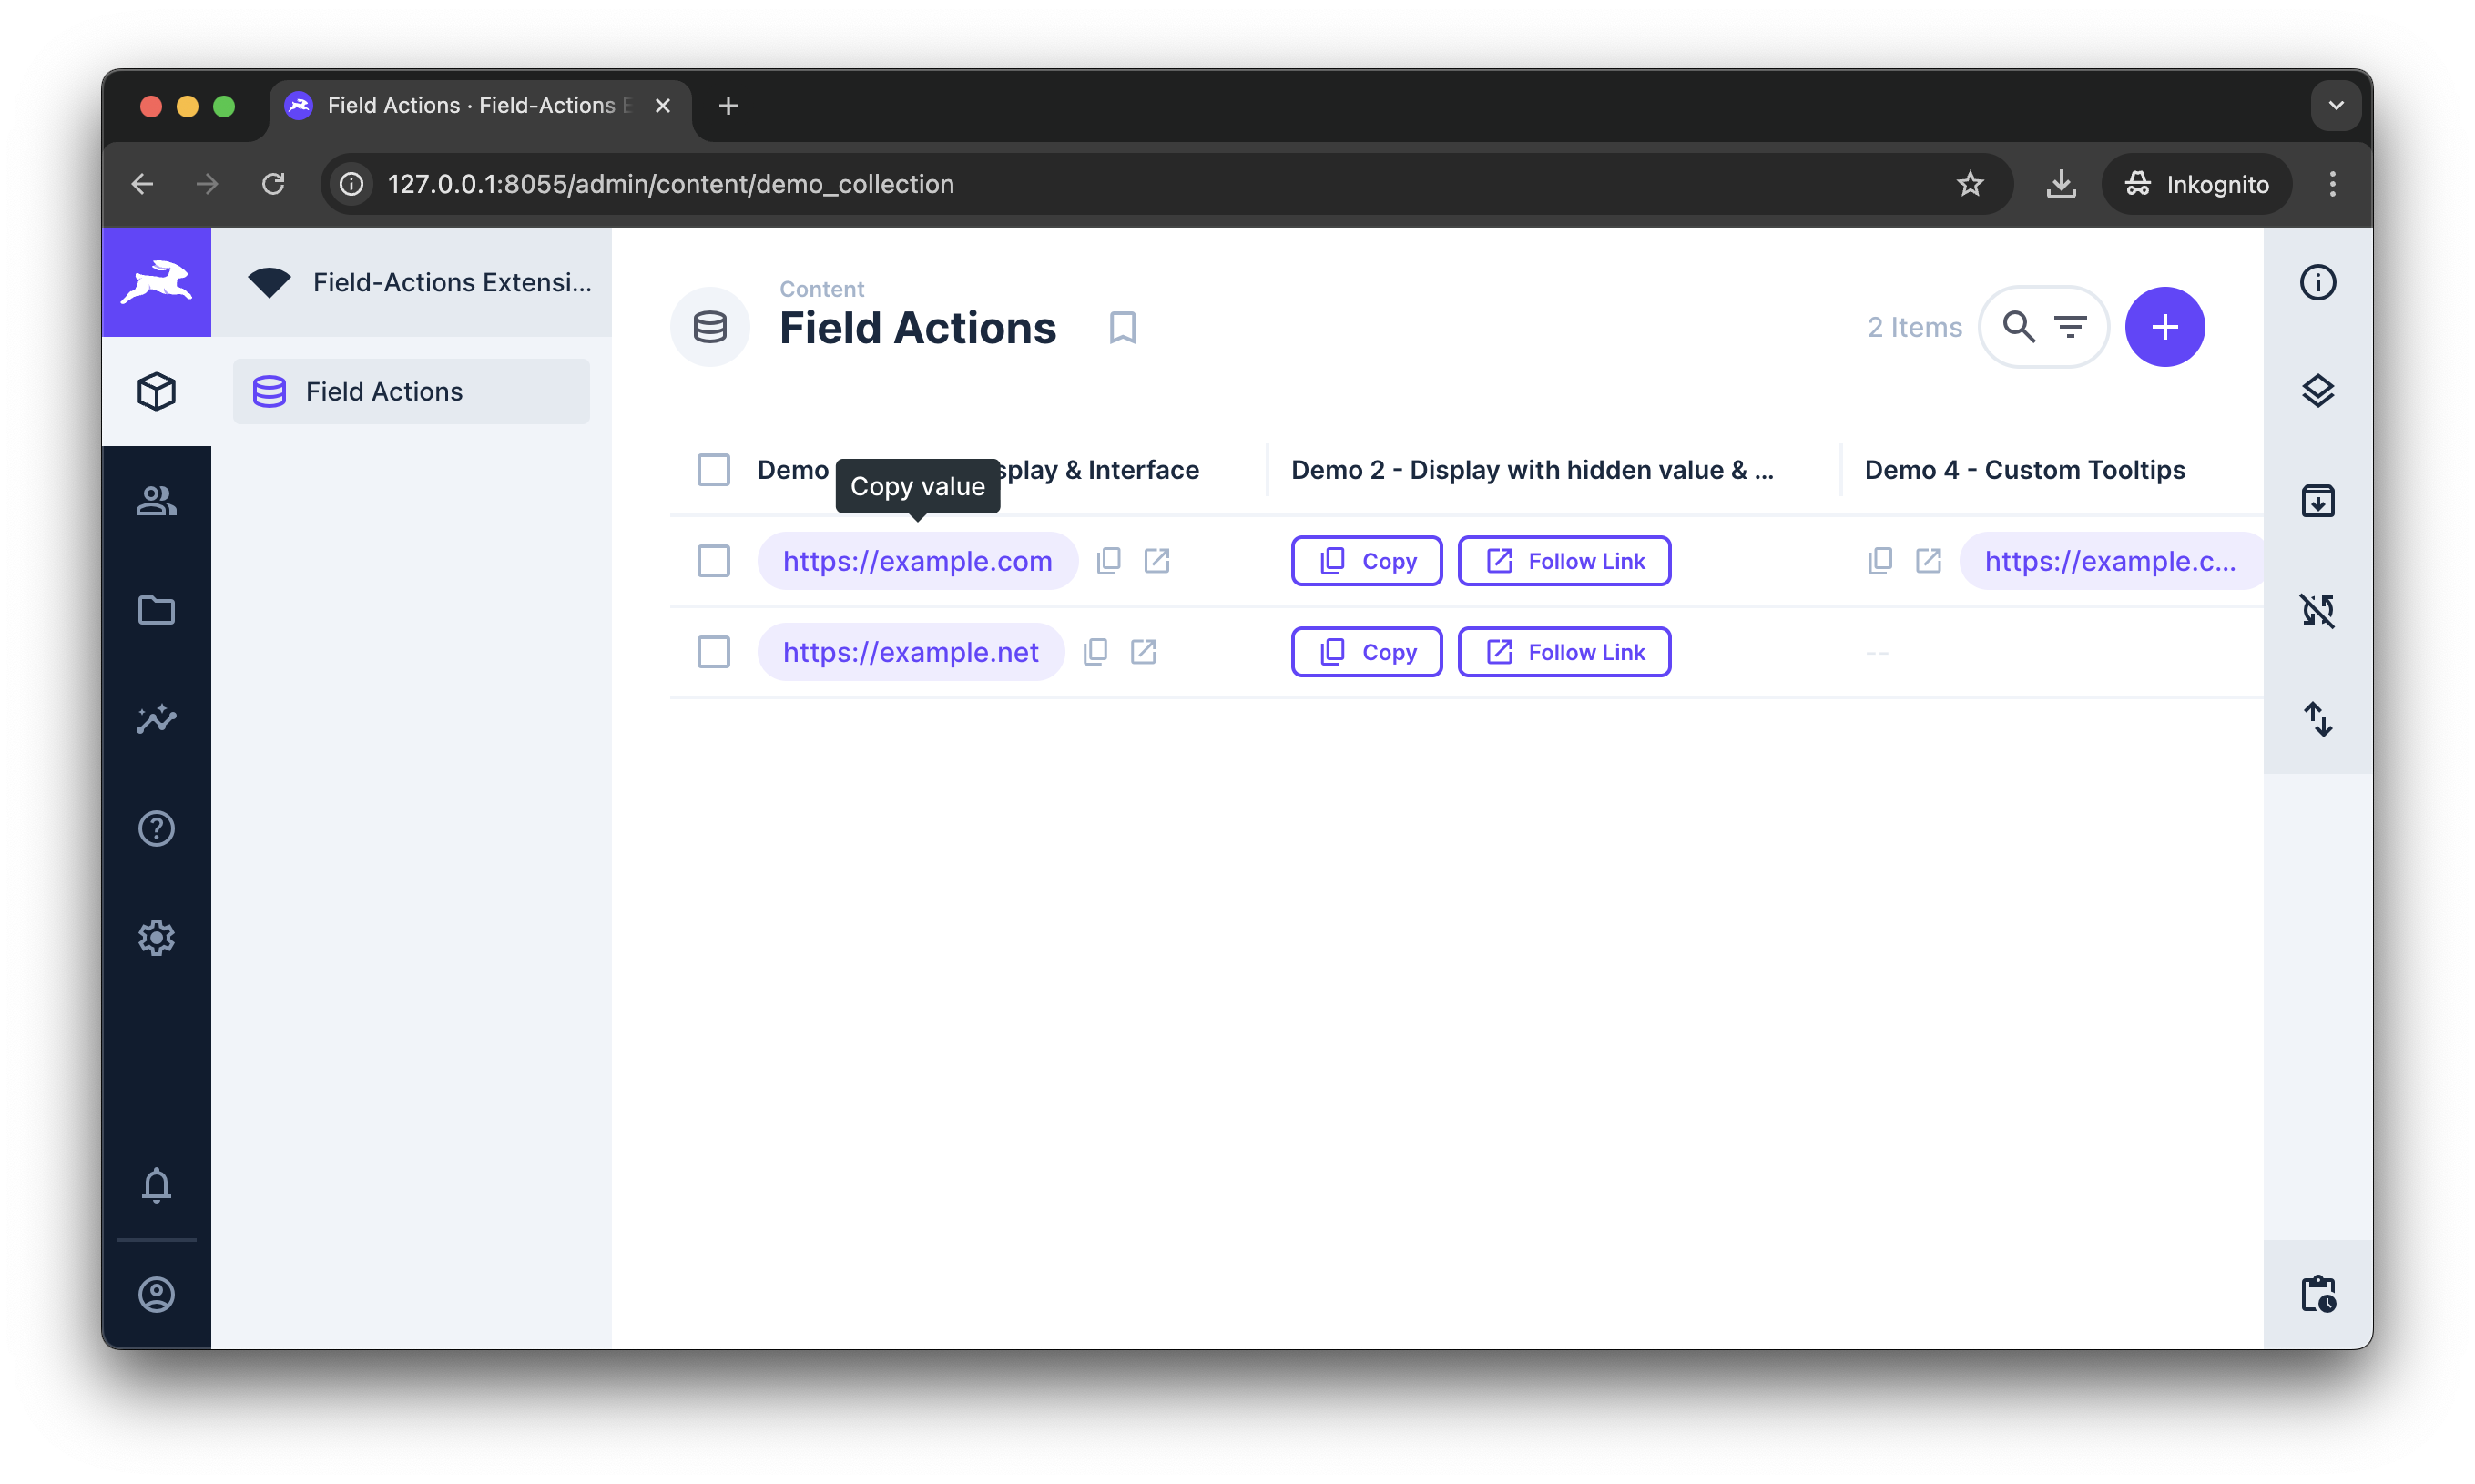 Field Actions · Field-Actions E
127.0.0.1:8055/admin/content/demo_collection
Inkognito
Field-Actions Extensi...
Field Actions
Content
Field Actions
2 Items
Demo splay & Interface
Copy value
Demo 2 - Display with hidden value & ...
Demo 4 - Custom Tooltips
https://example.com
Copy
Follow Link
https://example.c...
https://example.net
Copy
Follow Link
--